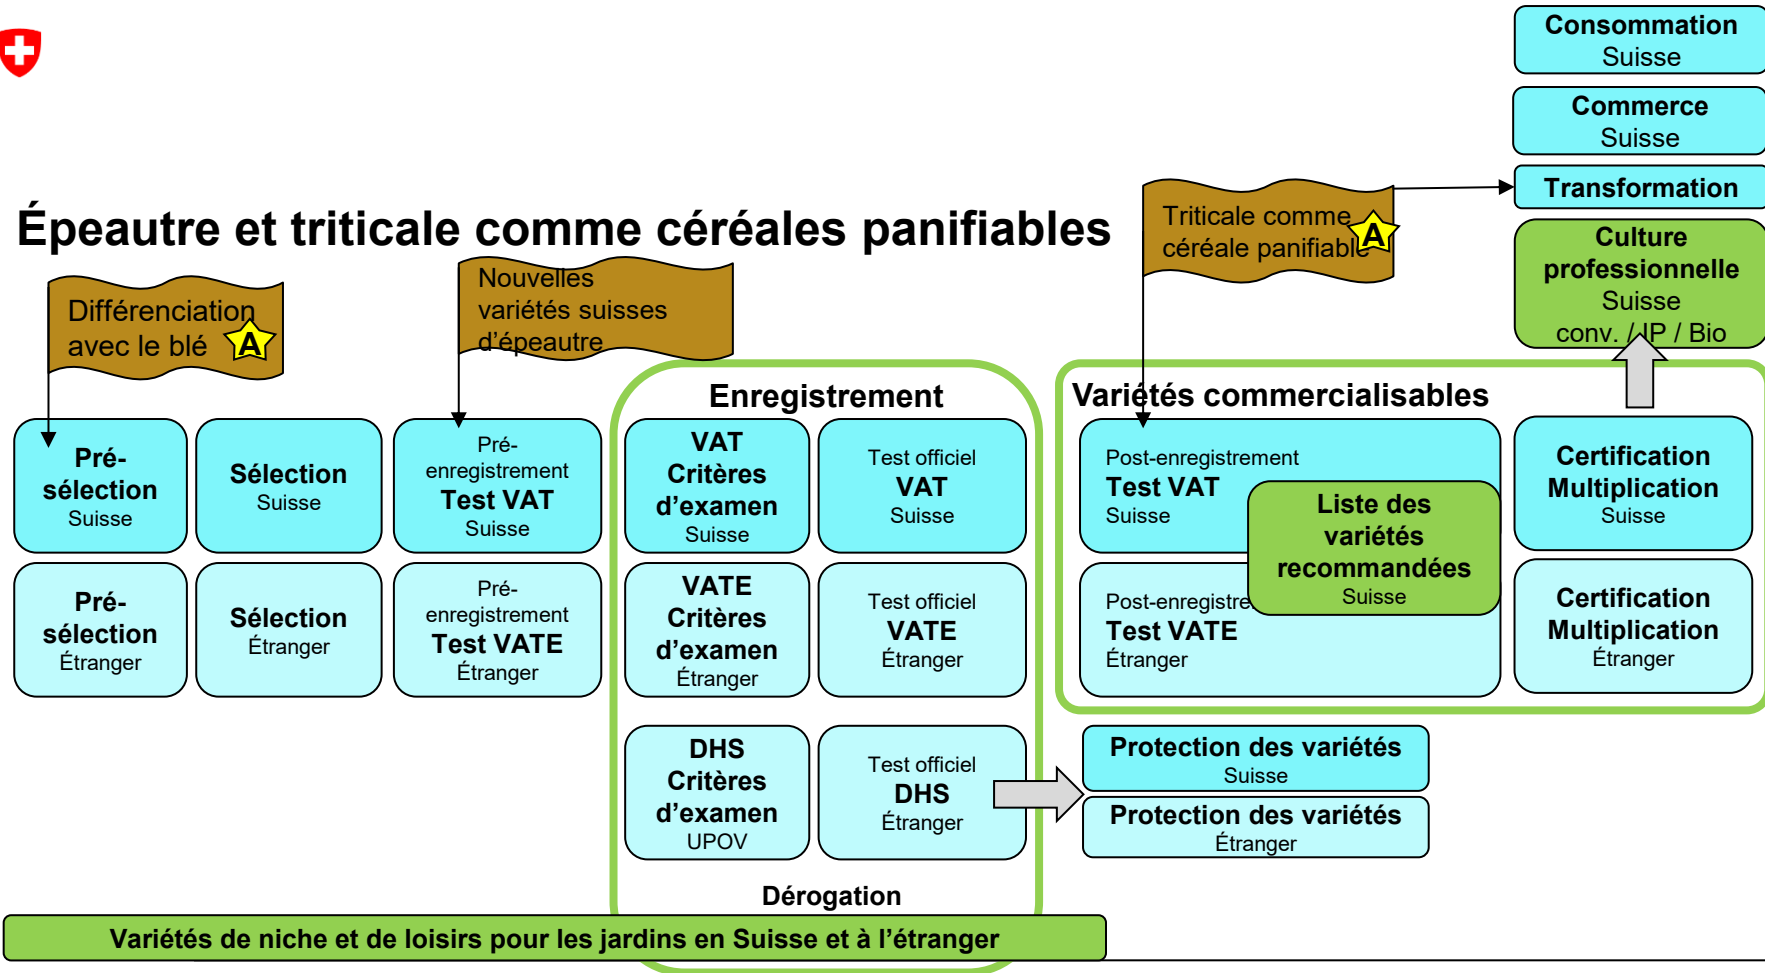 Consommation
Suisse
Commerce
Suisse
Transformation
Culture
professionnelle
Suisse
conv. / IP / Bio
Épeautre et triticale comme céréales panifiables
Triticale comme
céréale panifiable
A
Différenciation
avec le blé
A
Nouvelles
variétés suisses
d’épeautre
Enregistrement
Variétés commercialisables
Pré-
sélection
Suisse
Sélection
Suisse
Pré-
enregistrement
Test VAT
Suisse
VAT
Critères
d’examen
Suisse
Test officiel
VAT
Suisse
Post-enregistrement
Test VAT
Suisse
Liste des
variétés
recommandées
Suisse
Certification
Multiplication
Suisse
Pré-
sélection
Étranger
Sélection
Étranger
Pré-
enregistrement
Test VATE
Étranger
VATE
Critères
d’examen
Étranger
Test officiel
VATE
Étranger
Post-enregistre
Test VATE
Étranger
Certification
Multiplication
Étranger
DHS
Critères
d’examen
UPOV
Test officiel
DHS
Étranger
Protection des variétés
Suisse
Protection des variétés
Étranger
Dérogation
Variétés de niche et de loisirs pour les jardins en Suisse et à l’étranger